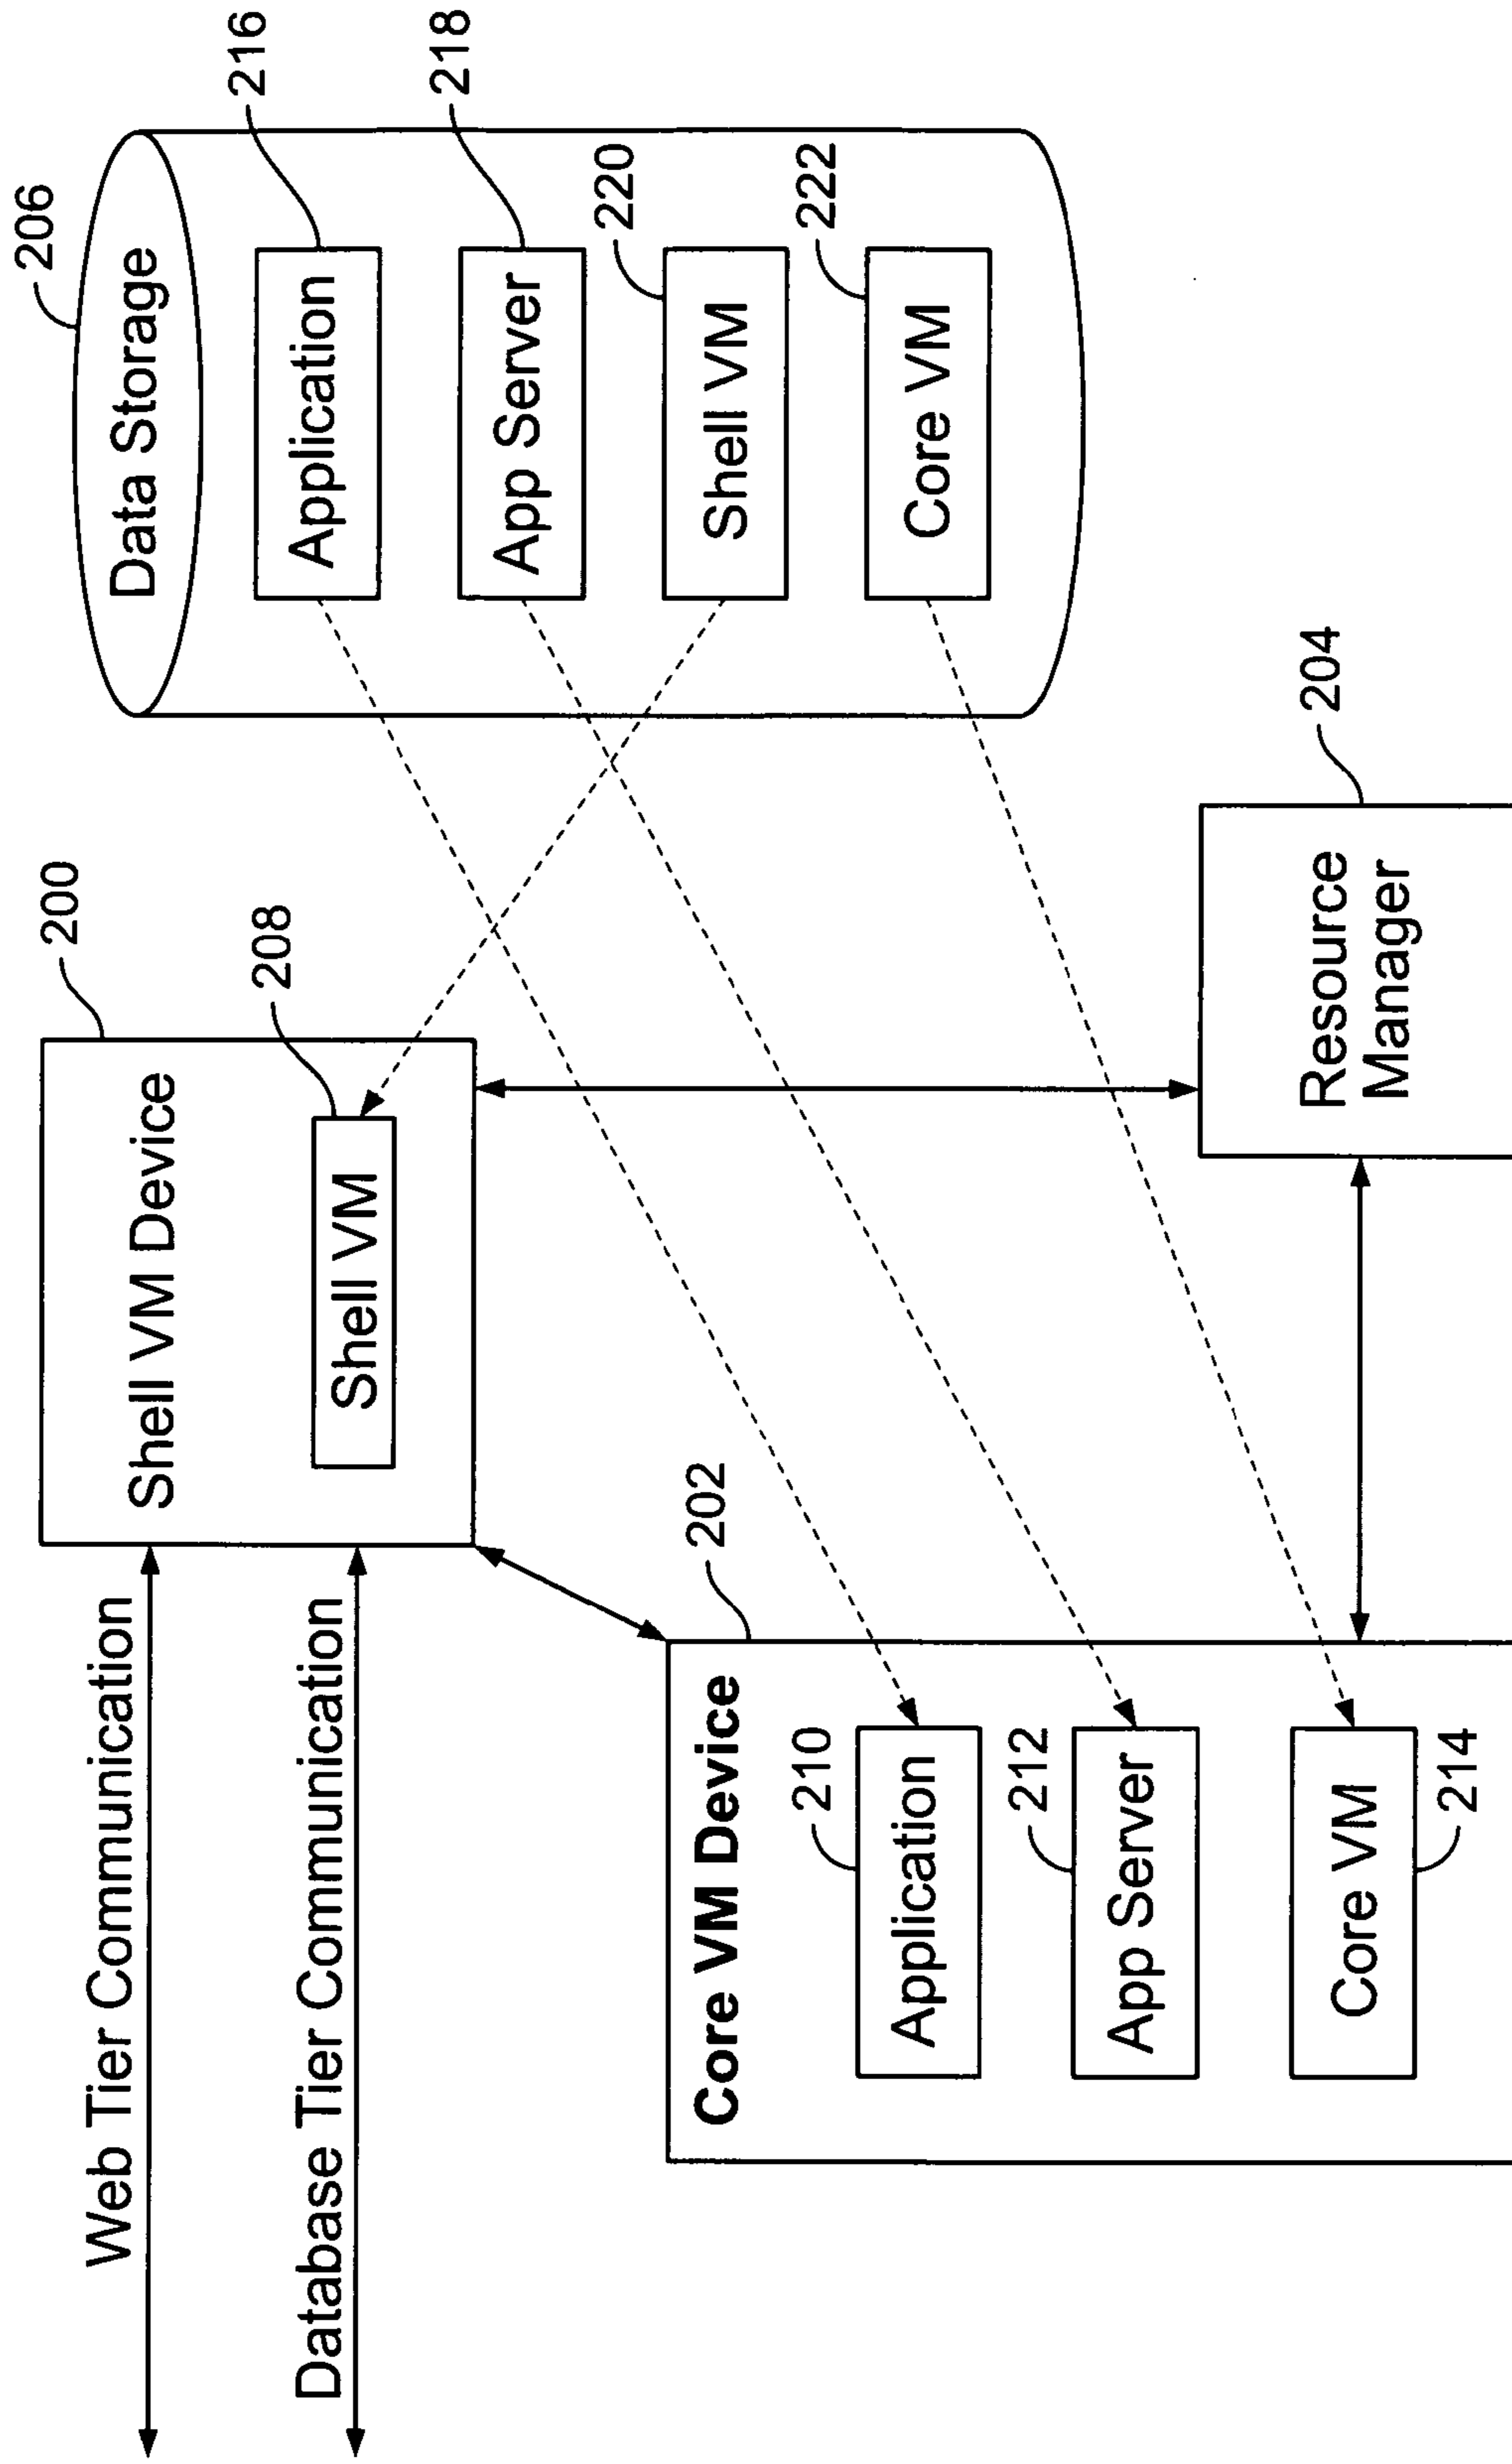 Web Tier Communication
Database Tier Communication
200
Shell VM Device
208
Shell VM
206
Data Storage
216
Application
218
App Server
220
Shell VM
222
Core VM
202
Core VM Device
210
Application
212
App Server
Core VM
214
204
Resource
Manager